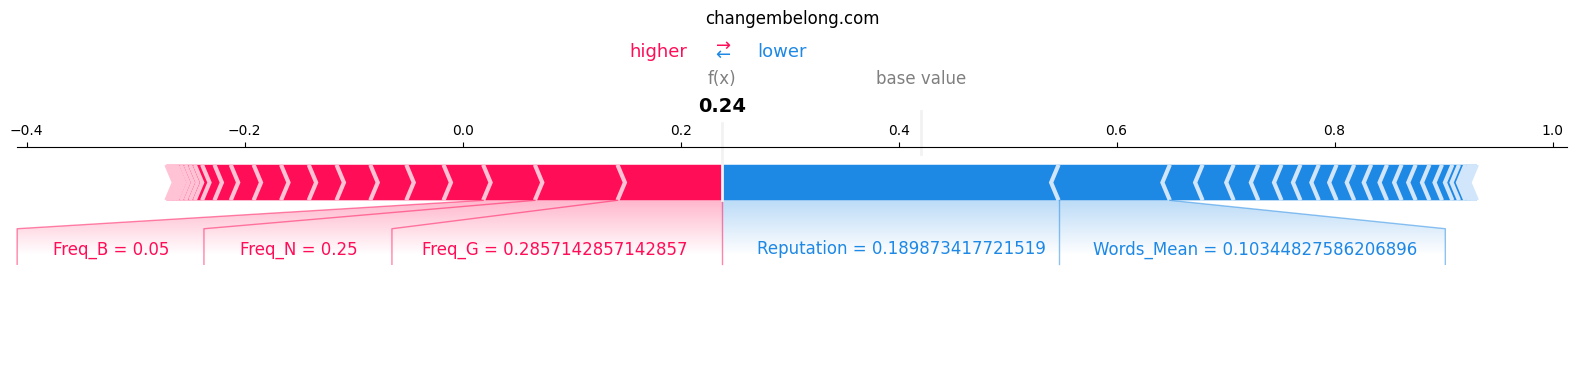 changembelong.com
higher → ← lower
f(x) base value
0.24
−0.4 −0.2 0.0 0.2 0.4 0.6 0.8 1.0
Freq_B = 0.05 Freq_N = 0.25 Freq_G = 0.2857142857142857 Reputation = 0.189873417721519 Words_Mean = 0.10344827586206896